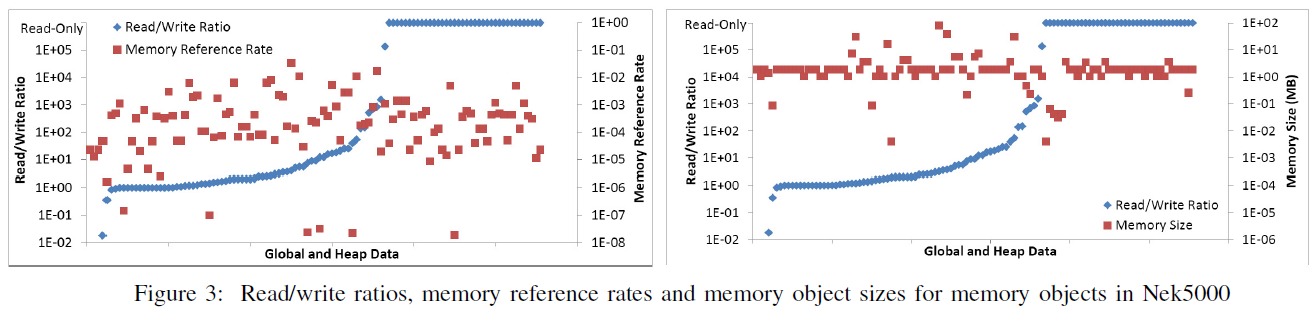 Read-Only
1E+05
1E+04
1E+03
1E+02
1E+01
1E+00
1E-01
1E-02
Read/Write Ratio
Read/Write Ratio
Memory Reference Rate
1E+00
1E-01
1E-02
1E-03
1E-04
1E-05
1E-06
1E-07
1E-08
Memory Reference Rate
Global and Heap Data
Read-Only
1E+05
1E+04
1E+03
1E+02
1E+01
1E+00
1E-01
1E-02
Read/Write Ratio
Read/Write Ratio
Memory Size
1E+02
1E+01
1E+00
1E-01
1E-02
1E-03
1E-04
1E-05
1E-06
Memory Size (MB)
Global and Heap Data
Figure 3: Read/write ratios, memory reference rates and memory object sizes for memory objects in Nek5000